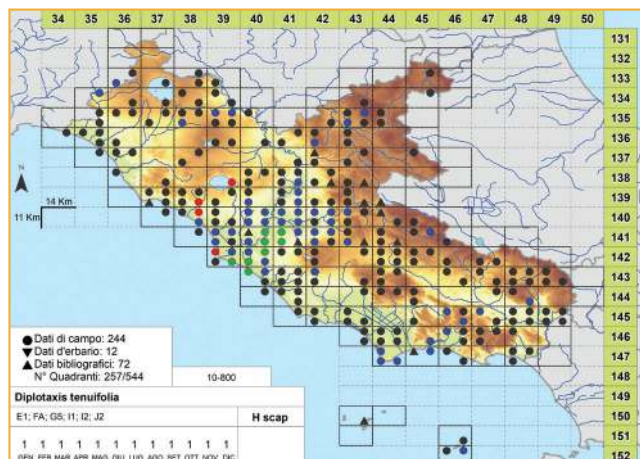 34 35 36 37 38 39 40 41 42 43 44 45 46 47 48 49 50
131
132
133
134
135
136
137
138
139
140
141
142
143
144
145
146
147
148
149
150
151
152
N
14 Km
11 Km
Dati di campo: 244
Dati d'erbario: 12
Dati bibliografici: 72
N° Quadranti: 257/544
10-800
Diplotaxis tenuifolia
E1; FA; GS; I1; I2; J2
H scap
1 1 1 1 1 1 1 1 1 1 1 1
GEN FEB MAR APR MAG GIU LUG AGO SET OTT NOV DIC